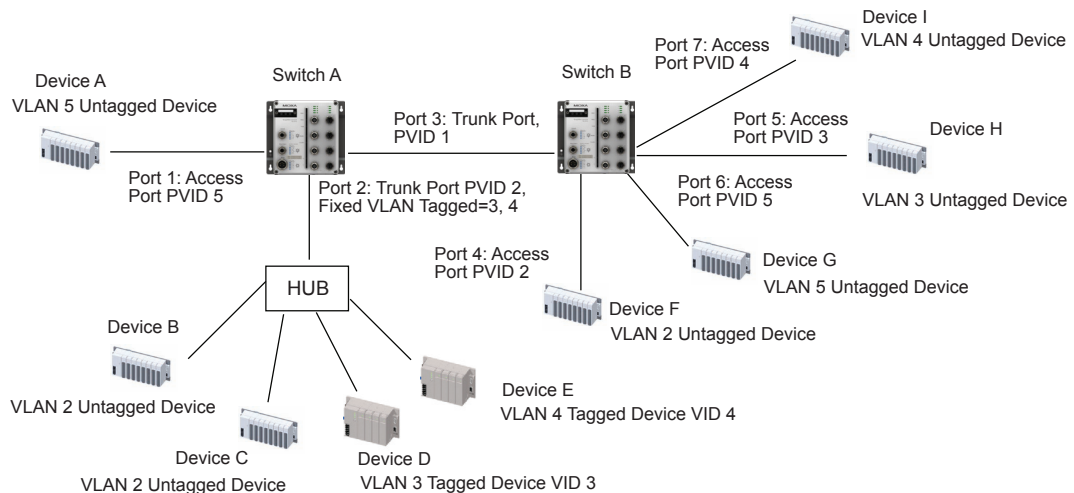 Device I
VLAN 4 Untagged Device
Port 7: Access
Port PVID 4
Switch A
Switch B
Device A
VLAN 5 Untagged Device
MOXA
MOXA
Port 3: Trunk Port,
PVID 1
Port 5: Access
Port PVID 3
Device H
VLAN 3 Untagged Device
Port 1: Access
Port PVID 5
Port 2: Trunk Port PVID 2,
Fixed VLAN Tagged=3, 4
Port 6: Access
Port PVID 5
Port 4: Access
Port PVID 2
Device G
VLAN 5 Untagged Device
HUB
Device F
VLAN 2 Untagged Device
Device B
VLAN 2 Untagged Device
Device E
VLAN 4 Tagged Device VID 4
Device C
VLAN 2 Untagged Device
Device D
VLAN 3 Tagged Device VID 3